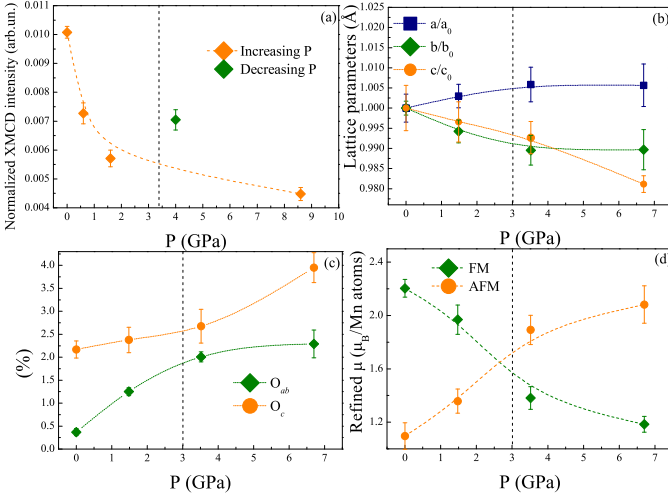 (a)
Normalized XMCD intensity (arb.un.)
0.011
0.010
0.009
0.008
0.007
0.006
0.005
0.004
Increasing P
Decreasing P
0 1 2 3 4 5 6 7 8 9 10
P (GPa)
(b)
Lattice parameters (Å)
1.025
1.020
1.015
1.010
1.005
1.000
0.995
0.990
0.985
0.980
a/a0
b/b0
c/c0
0 1 2 3 4 5 6 7
P (GPa)
(c)
(%)
4.0
3.5
3.0
2.5
2.0
1.5
1.0
0.5
0.0
Oab
Oc
0 1 2 3 4 5 6 7
P (GPa)
(d)
Refined μ (μB/Mn atoms)
2.4
2.0
1.6
1.2
FM
AFM
0 1 2 3 4 5 6 7
P (GPa)